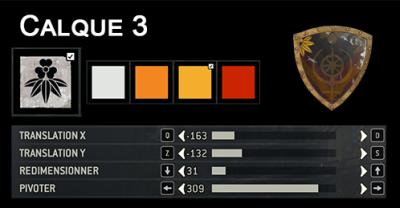 CALQUE 3
TRANSLATION X Q -163 D
TRANSLATION Y Z -132 S
REDIMENSIONNER 31
PIVOTER 309